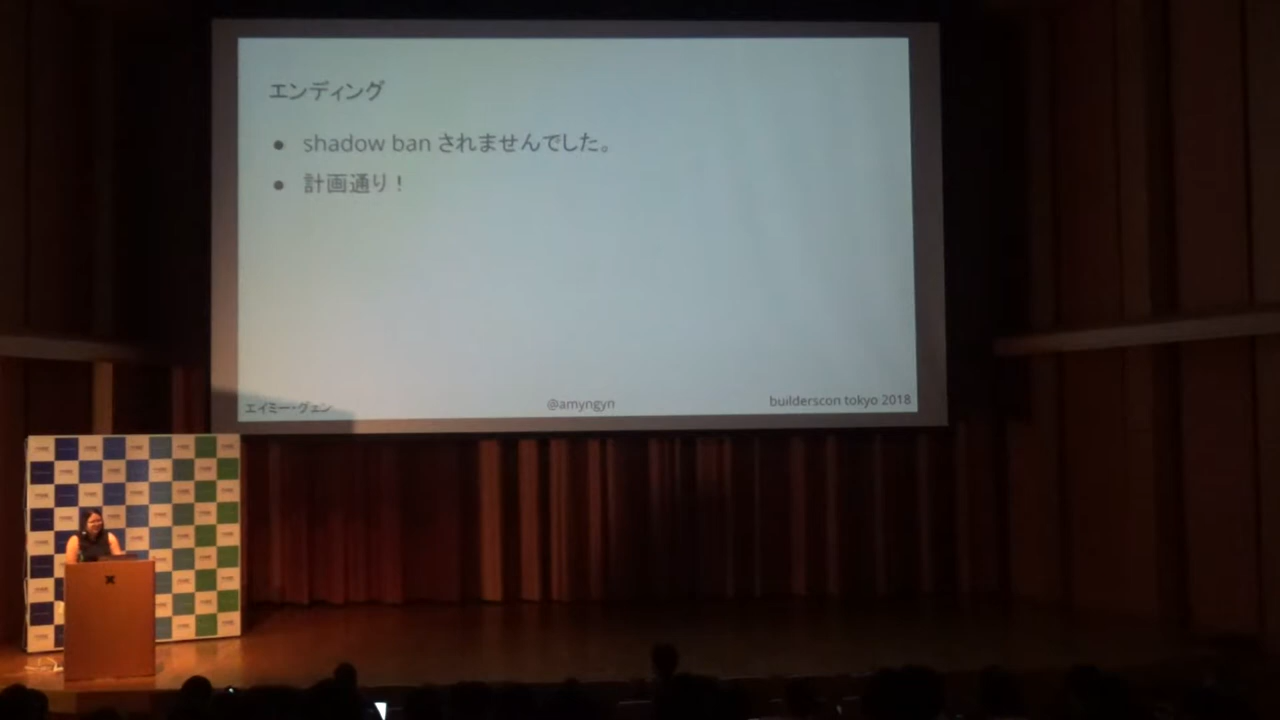 エンディング
● shadow ban されませんでした。
● 計画通り！
エイミー・グェン
@amyngyn
builderscon tokyo 2018